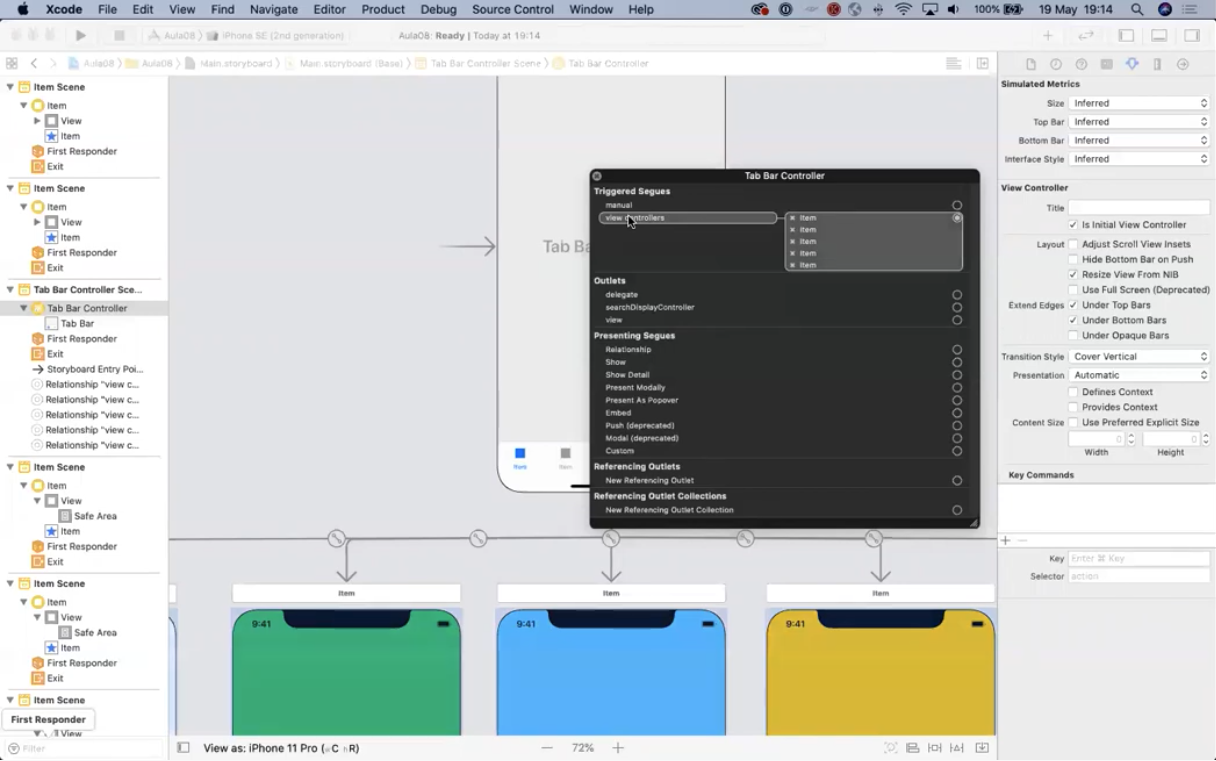 Xcode File Edit View Find Navigate Editor Product Debug Source Control Window Help 100% 19 May 19:14
Aula08 iPhone SE (2nd generation) Aula08: Ready | Today at 19:14
Aula08 Aula08 Main.storyboard Main.storyboard (Base) Tab Bar Controller Scene Tab Bar Controller
Item Scene
Item
View
Item
First Responder
Exit
Item Scene
Item
View
Item
First Responder
Exit
Tab Bar Controller Sce...
Tab Bar Controller
Tab Bar
First Responder
Exit
Storyboard Entry Poi...
Relationship "view c...
Relationship "view c...
Relationship "view c...
Relationship "view c...
Relationship "view c...
Item Scene
Item
View
Safe Area
Item
First Responder
Exit
Item Scene
Item
View
Safe Area
Item
First Responder
Exit
Item Scene
First Responder
View
Filter
Tab Ba
Item Item
Tab Bar Controller
Triggered Segues
manual
view controllers
Item
Item
Item
Item
Item
Outlets
delegate
searchDisplayController
view
Presenting Segues
Relationship
Show
Show Detail
Present Modally
Present As Popover
Embed
Push (deprecated)
Modal (deprecated)
Custom
Referencing Outlets
New Referencing Outlet
Referencing Outlet Collections
New Referencing Outlet Collection
Item Item Item
9:41 9:41 9:41
View as: iPhone 11 Pro ( C R) 72%
Simulated Metrics
Size Inferred
Top Bar Inferred
Bottom Bar Inferred
Interface Style Inferred
View Controller
Title
Is Initial View Controller
Layout Adjust Scroll View Insets
Hide Bottom Bar on Push
Resize View From NIB
Use Full Screen (Deprecated)
Extend Edges Under Top Bars
Under Bottom Bars
Under Opaque Bars
Transition Style Cover Vertical
Presentation Automatic
Defines Context
Provides Context
Content Size Use Preferred Explicit Size
0 0
Width Height
Key Commands
Key Enter ⌘ Key
Selector action